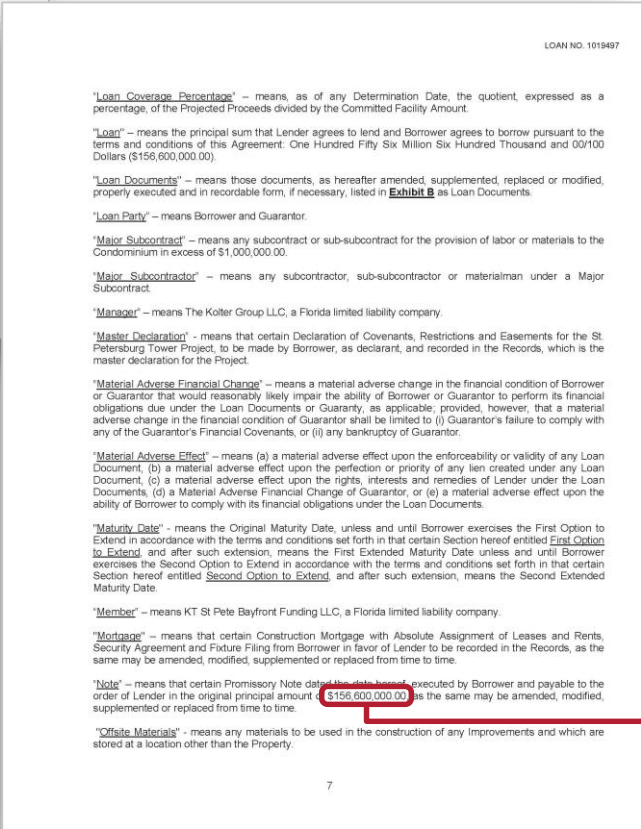 LOAN NO. 1019497
"Loan Coverage Percentage" – means, as of any Determination Date, the quotient, expressed as a
percentage, of the Projected Proceeds divided by the Committed Facility Amount.
"Loan" – means the principal sum that Lender agrees to lend and Borrower agrees to borrow pursuant to the
terms and conditions of this Agreement: One Hundred Fifty Six Million Six Hundred Thousand and 00/100
Dollars ($156,600,000.00).
"Loan Documents" – means those documents, as hereafter amended, supplemented, replaced or modified,
properly executed and in recordable form, if necessary, listed in Exhibit B as Loan Documents.
"Loan Party" – means Borrower and Guarantor.
"Major Subcontract" – means any subcontract or sub-subcontract for the provision of labor or materials to the
Condominium in excess of $1,000,000.00.
"Major Subcontractor" – means any subcontractor, sub-subcontractor or materialman under a Major
Subcontract.
"Manager" – means The Kolter Group LLC, a Florida limited liability company.
"Master Declaration" - means that certain Declaration of Covenants, Restrictions and Easements for the St.
Petersburg Tower Project, to be made by Borrower, as declarant, and recorded in the Records, which is the
master declaration for the Project.
"Material Adverse Financial Change" – means a material adverse change in the financial condition of Borrower
or Guarantor that would reasonably likely impair the ability of Borrower or Guarantor to perform its financial
obligations due under the Loan Documents or Guaranty, as applicable; provided, however, that a material
adverse change in the financial condition of Guarantor shall be limited to (i) Guarantor's failure to comply with
any of the Guarantor's Financial Covenants, or (ii) any bankruptcy of Guarantor.
"Material Adverse Effect" – means (a) a material adverse effect upon the enforceability or validity of any Loan
Document, (b) a material adverse effect upon the perfection or priority of any lien created under any Loan
Document, (c) a material adverse effect upon the rights, interests and remedies of Lender under the Loan
Documents, (d) a Material Adverse Financial Change of Guarantor, or (e) a material adverse effect upon the
ability of Borrower to comply with its financial obligations under the Loan Documents.
"Maturity Date" - means the Original Maturity Date, unless and until Borrower exercises the First Option to
Extend in accordance with the terms and conditions set forth in that certain Section hereof entitled First Option
to Extend, and after such extension, means the First Extended Maturity Date unless and until Borrower
exercises the Second Option to Extend in accordance with the terms and conditions set forth in that certain
Section hereof entitled Second Option to Extend, and after such extension, means the Second Extended
Maturity Date.
"Member" – means KT St Pete Bayfront Funding LLC, a Florida limited liability company.
"Mortgage" – means that certain Construction Mortgage with Absolute Assignment of Leases and Rents,
Security Agreement and Fixture Filing from Borrower in favor of Lender to be recorded in the Records, as the
same may be amended, modified, supplemented or replaced from time to time.
"Note" – means that certain Promissory Note dated the date hereof, executed by Borrower and payable to the
order of Lender in the original principal amount $156,600,000.00, as the same may be amended, modified,
supplemented or replaced from time to time.
"Offsite Materials" - means any materials to be used in the construction of any Improvements and which are
stored at a location other than the Property.
7